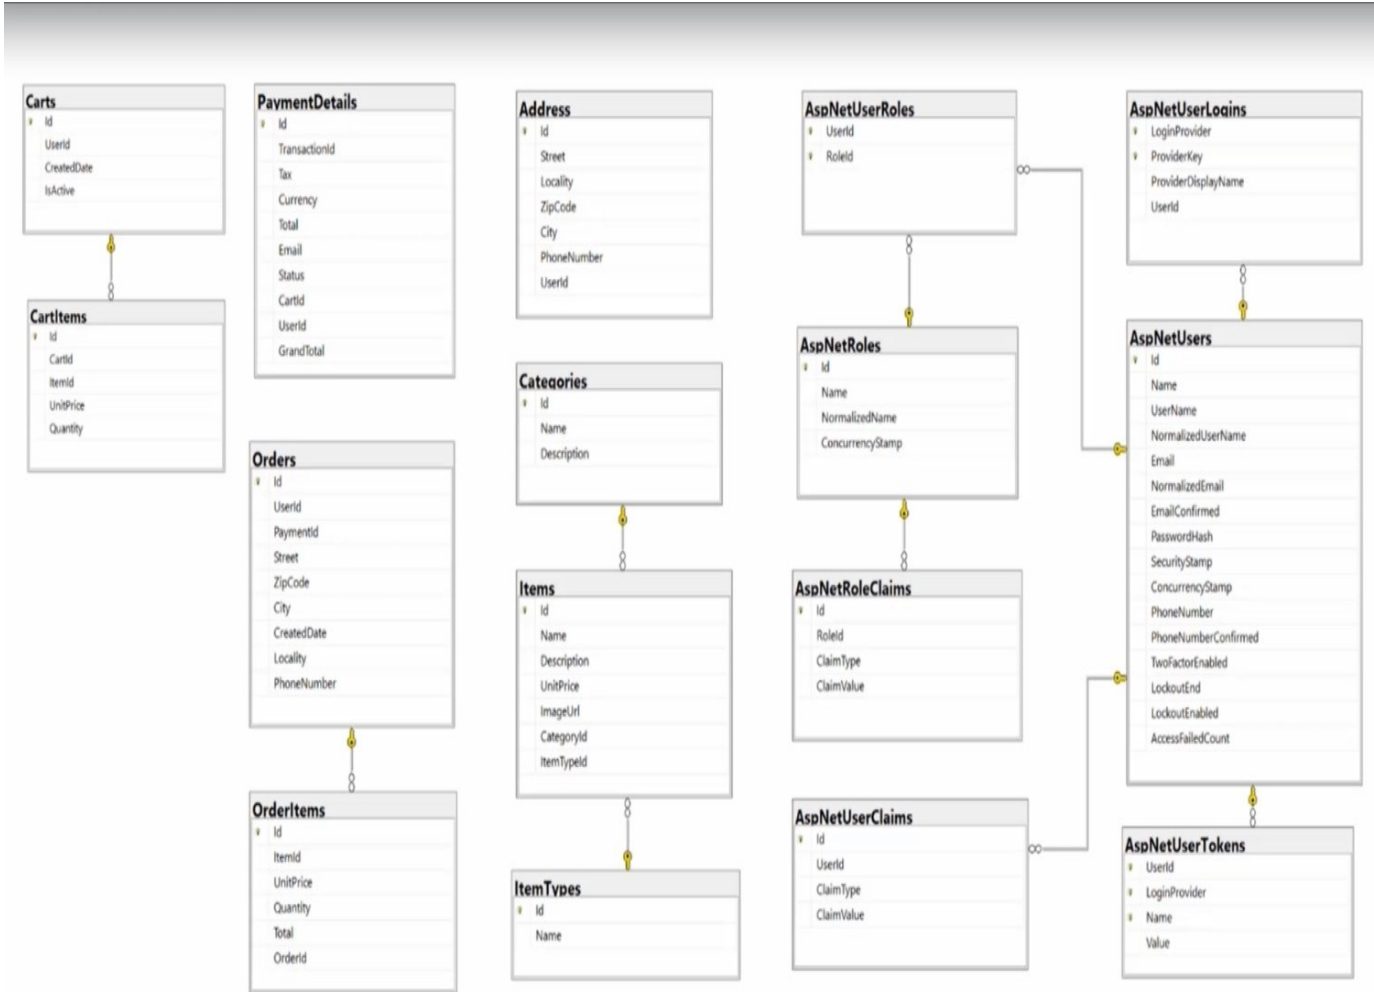 Carts
Id
UserId
CreatedDate
IsActive
CartItems
Id
CartId
ItemId
UnitPrice
Quantity
PaymentDetails
Id
TransactionId
Tax
Currency
Total
Email
Status
CartId
UserId
GrandTotal
Orders
Id
UserId
PaymentId
Street
ZipCode
City
CreatedDate
Locality
PhoneNumber
OrderItems
Id
ItemId
UnitPrice
Quantity
Total
OrderId
Address
Id
Street
Locality
ZipCode
City
PhoneNumber
UserId
Categories
Id
Name
Description
Items
Id
Name
Description
UnitPrice
ImageUrl
CategoryId
ItemTypeId
ItemTypes
Id
Name
AspNetUserRoles
UserId
RoleId
AspNetRoles
Id
Name
NormalizedName
ConcurrencyStamp
AspNetRoleClaims
Id
RoleId
ClaimType
ClaimValue
AspNetUserClaims
Id
UserId
ClaimType
ClaimValue
AspNetUserLogins
LoginProvider
ProviderKey
ProviderDisplayName
UserId
AspNetUsers
Id
Name
UserName
NormalizedUserName
Email
NormalizedEmail
EmailConfirmed
PasswordHash
SecurityStamp
ConcurrencyStamp
PhoneNumber
PhoneNumberConfirmed
TwoFactorEnabled
LockoutEnd
LockoutEnabled
AccessFailedCount
AspNetUserTokens
UserId
LoginProvider
Name
Value